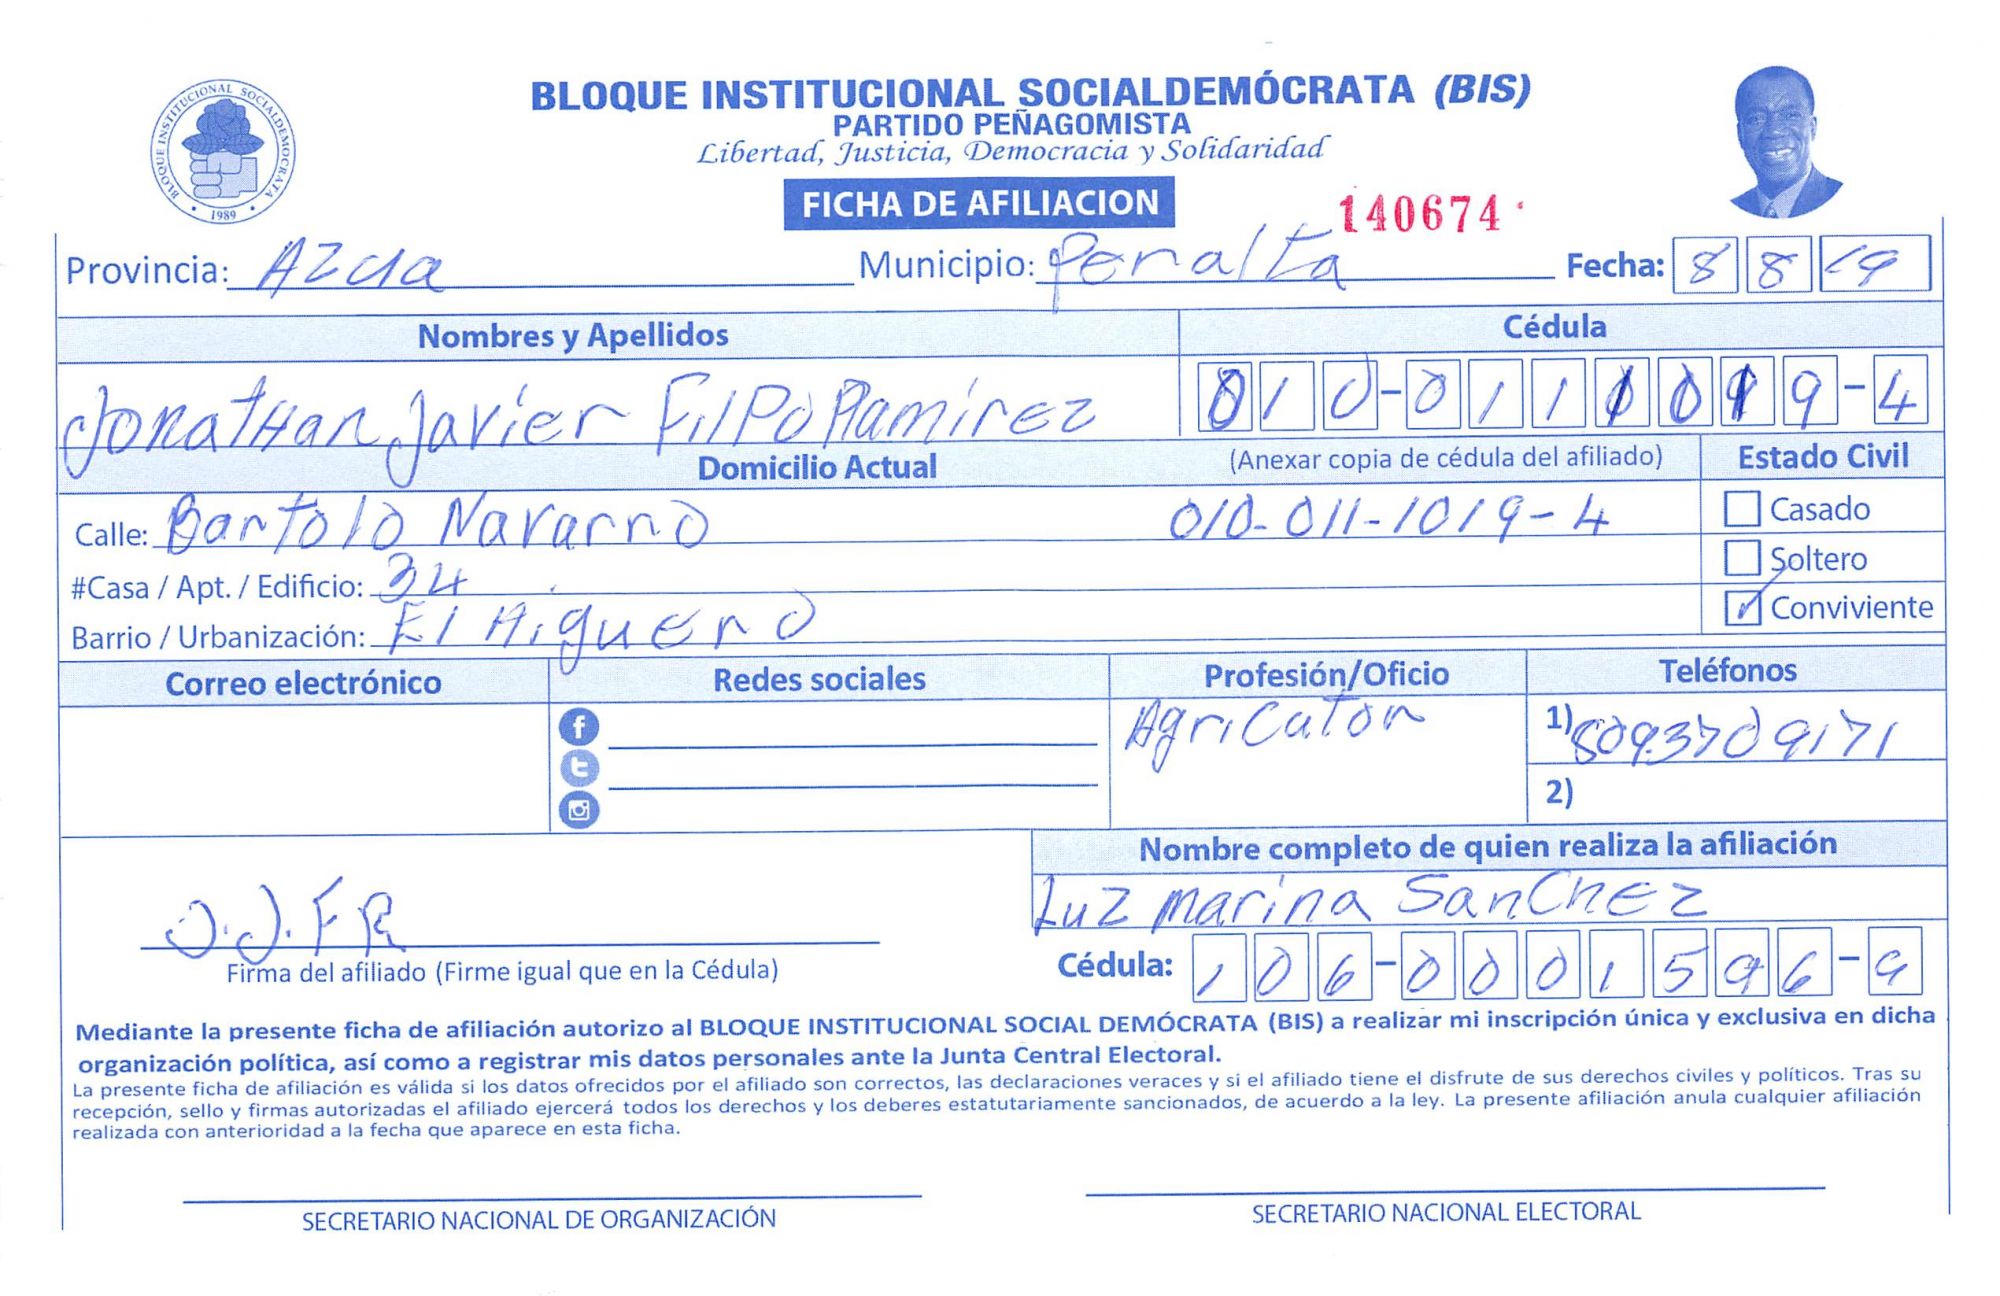 BLOQUE INSTITUCIONAL SOCIALDEMÓCRATA (BIS)
PARTIDO PEÑAGOMISTA
Libertad, Justicia, Democracia y Solidaridad
BLOQUE INSTITUCIONAL SOCIALDEMOCRATA
1989
FICHA DE AFILIACION
140674
Provincia: AZUA Municipio: Peralta Fecha: 8 8 19
Nombres y Apellidos Cédula
Jonathan Javier Filpo Ramírez 010-011 10 19-4
Domicilio Actual (Anexar copia de cédula del afiliado) Estado Civil
Calle: Bartolo Navarro 010-011-1019-4 Casado
#Casa / Apt. / Edificio: 34 Soltero
Barrio / Urbanización: El Higuero Conviviente
Correo electrónico Redes sociales Profesión/Oficio Teléfonos
Agricutor 1) 8093709171
2)
Nombre completo de quien realiza la afiliación
Luz Marina Sanchez
J.J.F R
Firma del afiliado (Firme igual que en la Cédula) Cédula: 106-0001596-9
Mediante la presente ficha de afiliación autorizo al BLOQUE INSTITUCIONAL SOCIAL DEMÓCRATA (BIS) a realizar mi inscripción única y exclusiva en dicha
organización política, así como a registrar mis datos personales ante la Junta Central Electoral.
La presente ficha de afiliación es válida si los datos ofrecidos por el afiliado son correctos, las declaraciones veraces y si el afiliado tiene el disfrute de sus derechos civiles y políticos. Tras su
recepción, sello y firmas autorizadas el afiliado ejercerá todos los derechos y los deberes estatutariamente sancionados, de acuerdo a la ley. La presente afiliación anula cualquier afiliación
realizada con anterioridad a la fecha que aparece en esta ficha.
SECRETARIO NACIONAL DE ORGANIZACIÓN SECRETARIO NACIONAL ELECTORAL